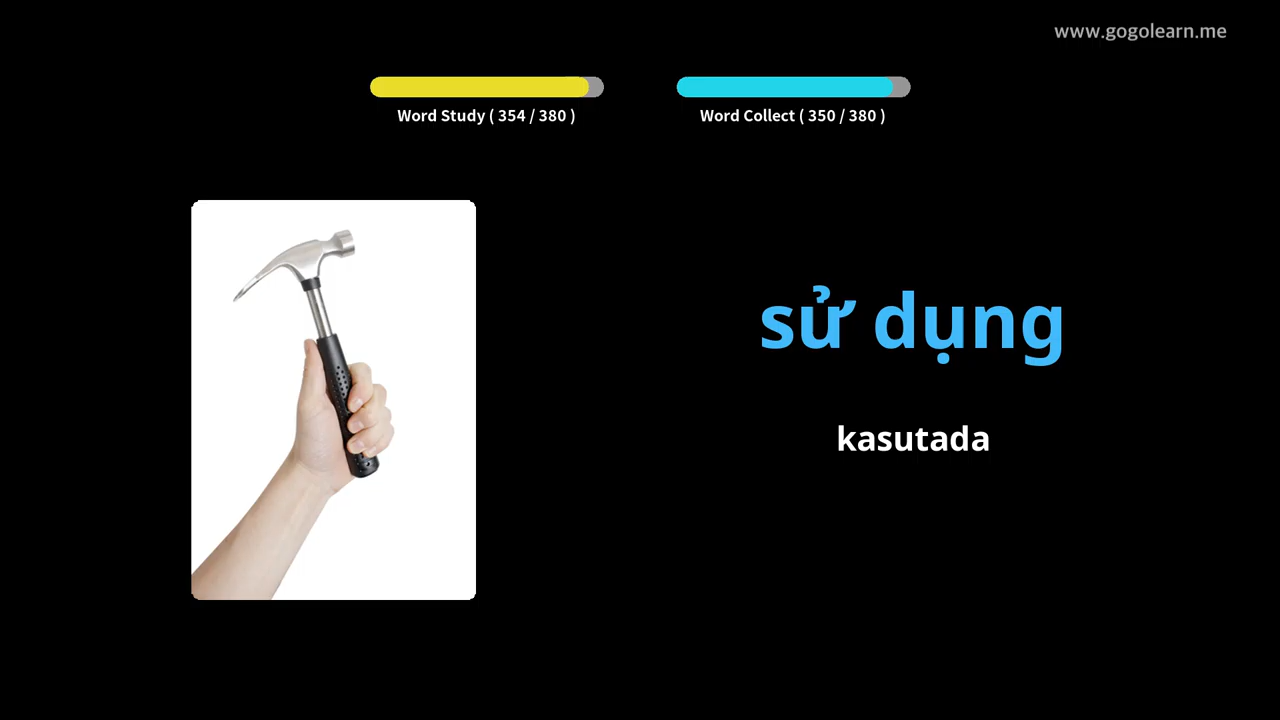 www.gogolearn.me
Word Study ( 354 / 380 )
Word Collect ( 350 / 380 )
sử dụng
kasutada